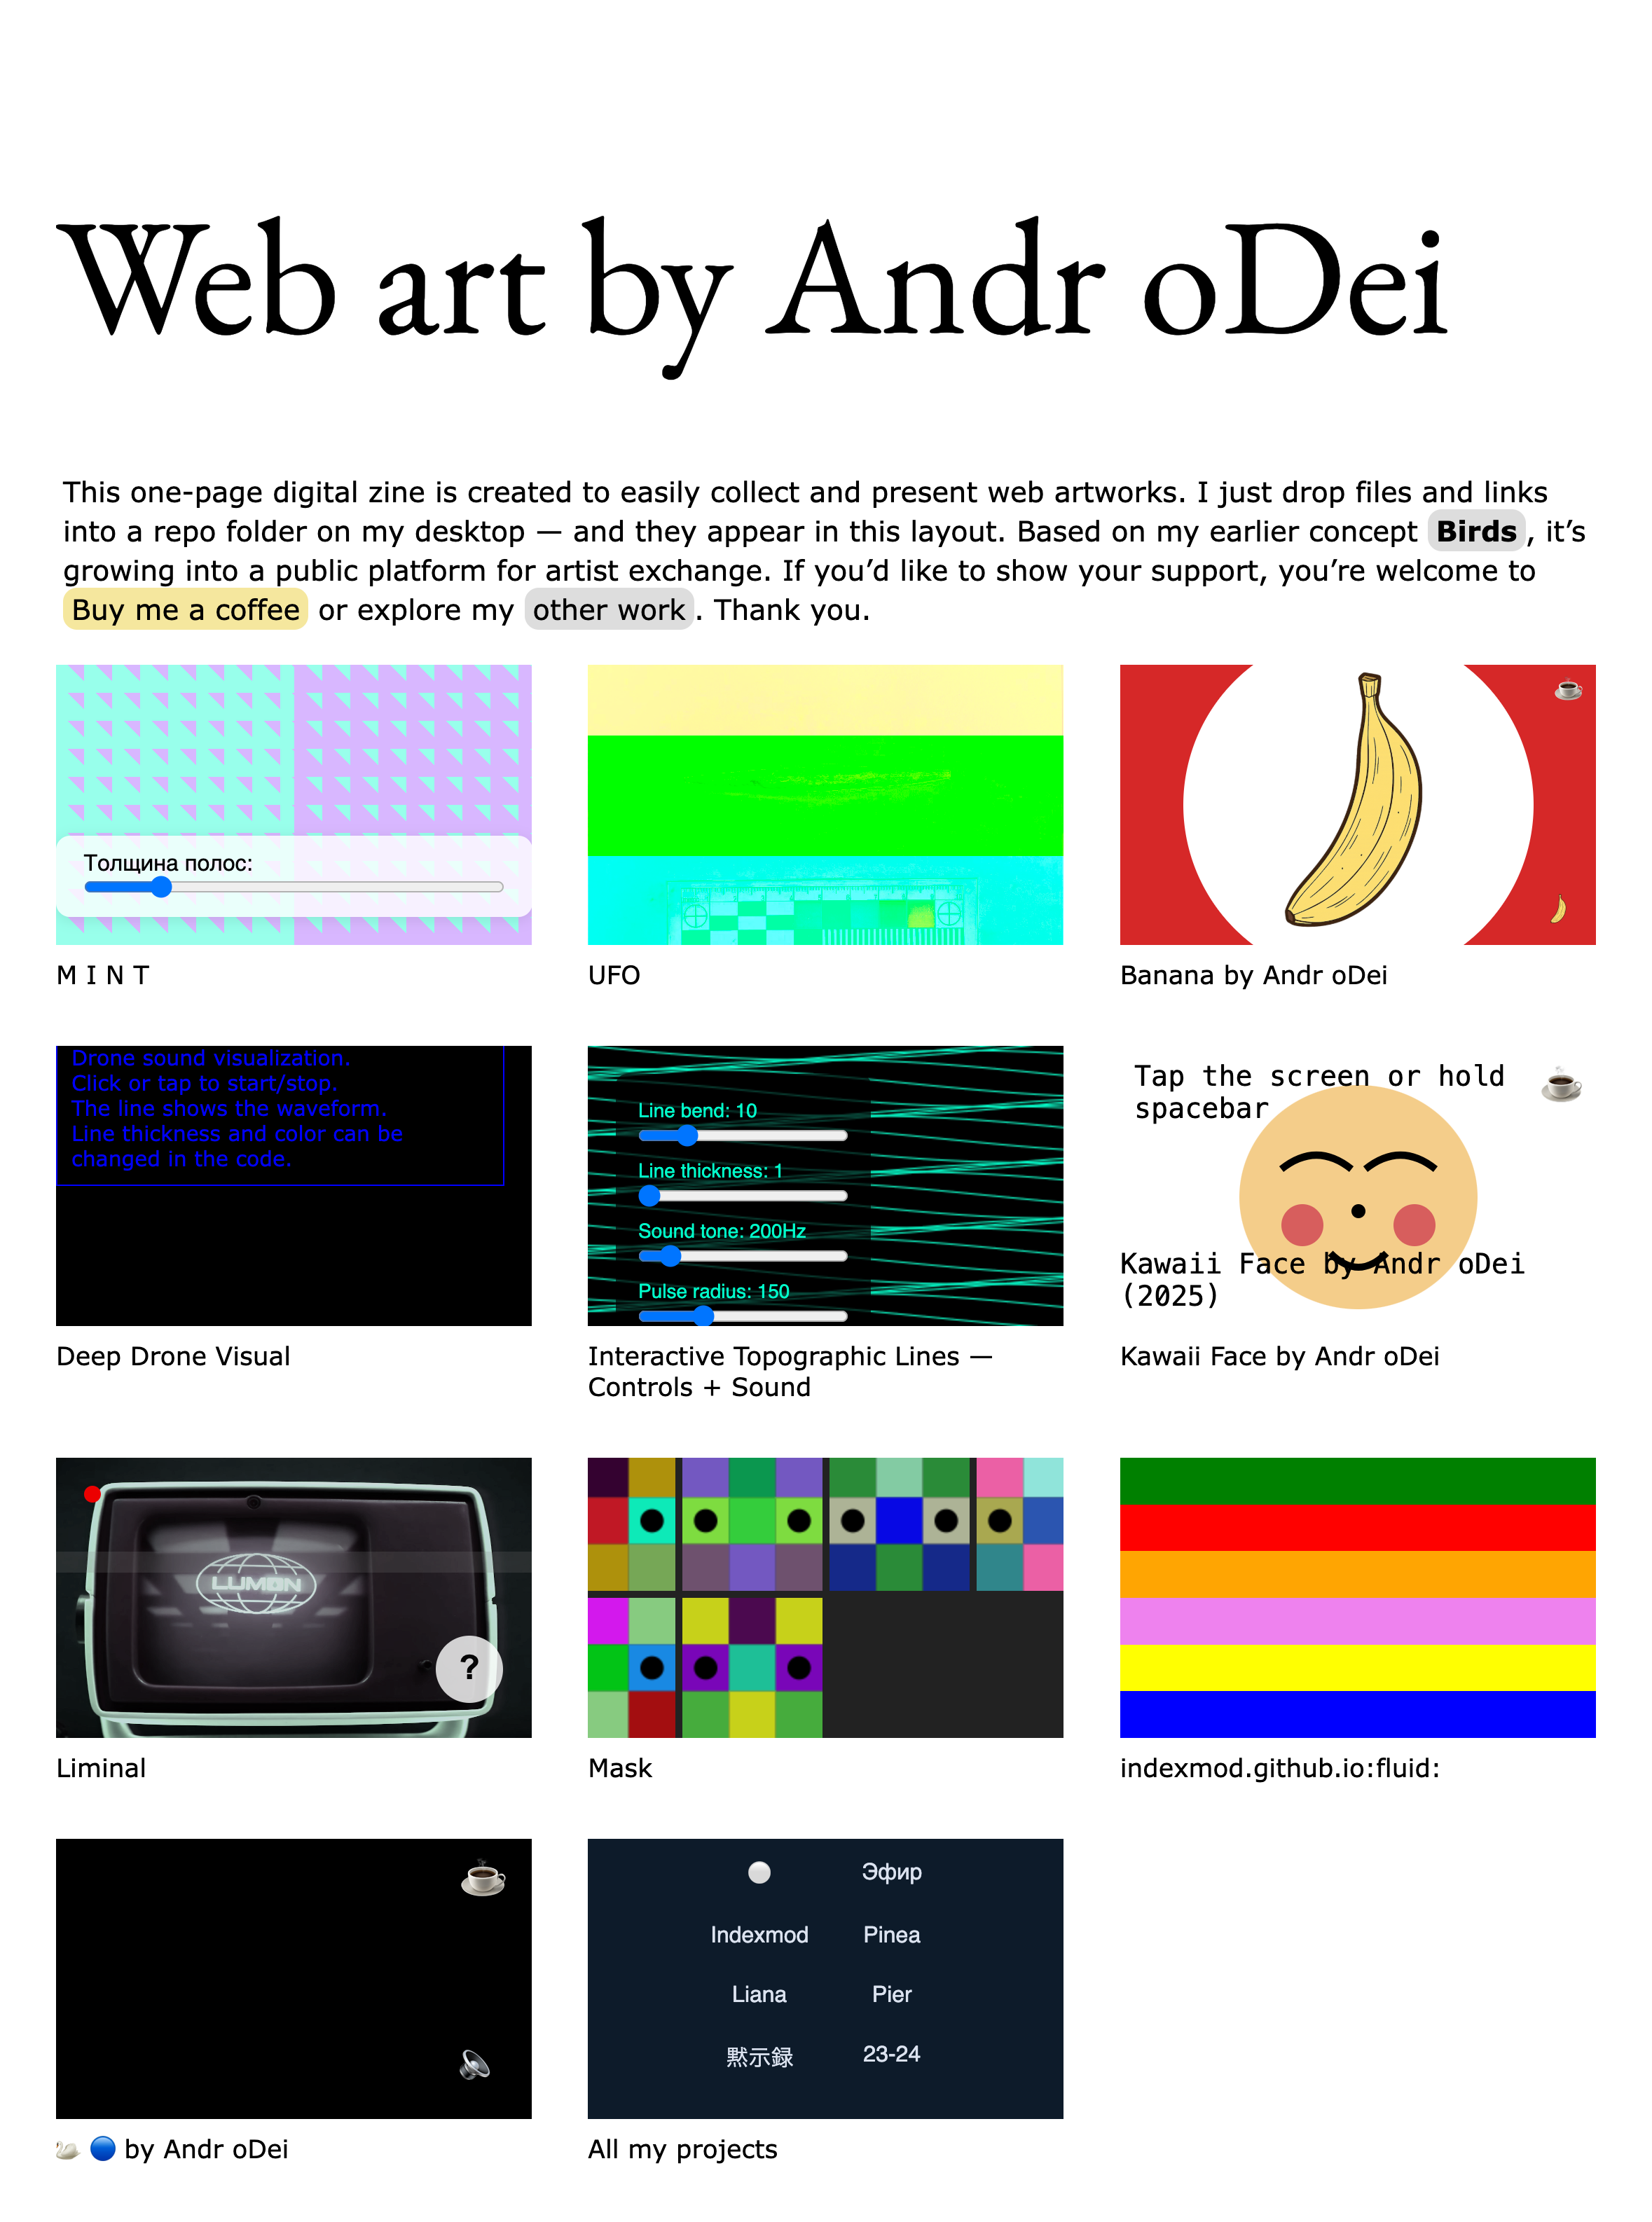 Web art by Andr oDei
This one-page digital zine is created to easily collect and present web artworks. I just drop files and links
into a repo folder on my desktop — and they appear in this layout. Based on my earlier concept Birds, it’s
growing into a public platform for artist exchange. If you’d like to show your support, you’re welcome to
Buy me a coffee or explore my other work. Thank you.
Толщина полос:
M I N T
UFO
Banana by Andr oDei
Drone sound visualization.
Click or tap to start/stop.
The line shows the waveform.
Line thickness and color can be
changed in the code.
Deep Drone Visual
Line bend: 10
Line thickness: 1
Sound tone: 200Hz
Pulse radius: 150
Interactive Topographic Lines —
Controls + Sound
Tap the screen or hold
spacebar
Kawaii Face by Andr oDei
(2025)
Kawaii Face by Andr oDei
LUMON
?
Liminal
Mask
indexmod.github.io:fluid:
🦢 🔵 by Andr oDei
Эфир
Indexmod Pinea
Liana Pier
黙示録 23-24
All my projects